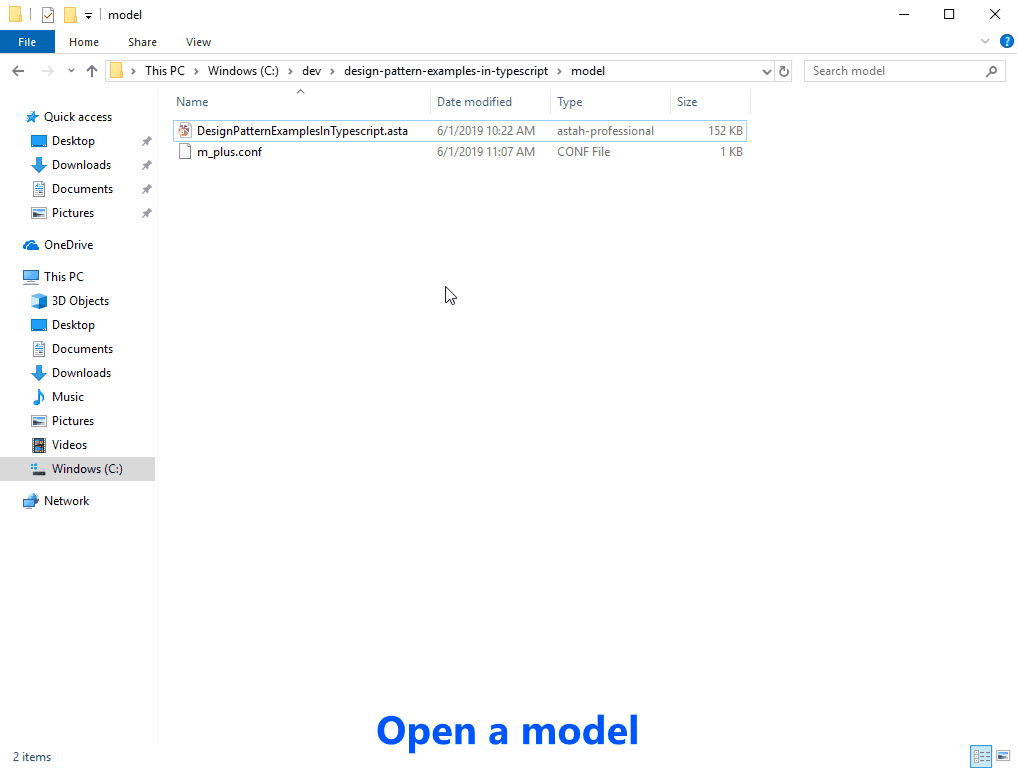 model
File Home Share View
This PC Windows (C:) dev design-pattern-examples-in-typescript model Search model
Name Date modified Type Size
DesignPatternExamplesInTypescript.asta 6/1/2019 10:22 AM astah-professional 152 KB
m_plus.conf 6/1/2019 11:07 AM CONF File 1 KB
Quick access
Desktop
Downloads
Documents
Pictures
OneDrive
This PC
3D Objects
Desktop
Documents
Downloads
Music
Pictures
Videos
Windows (C:)
Network
Open a model
2 items